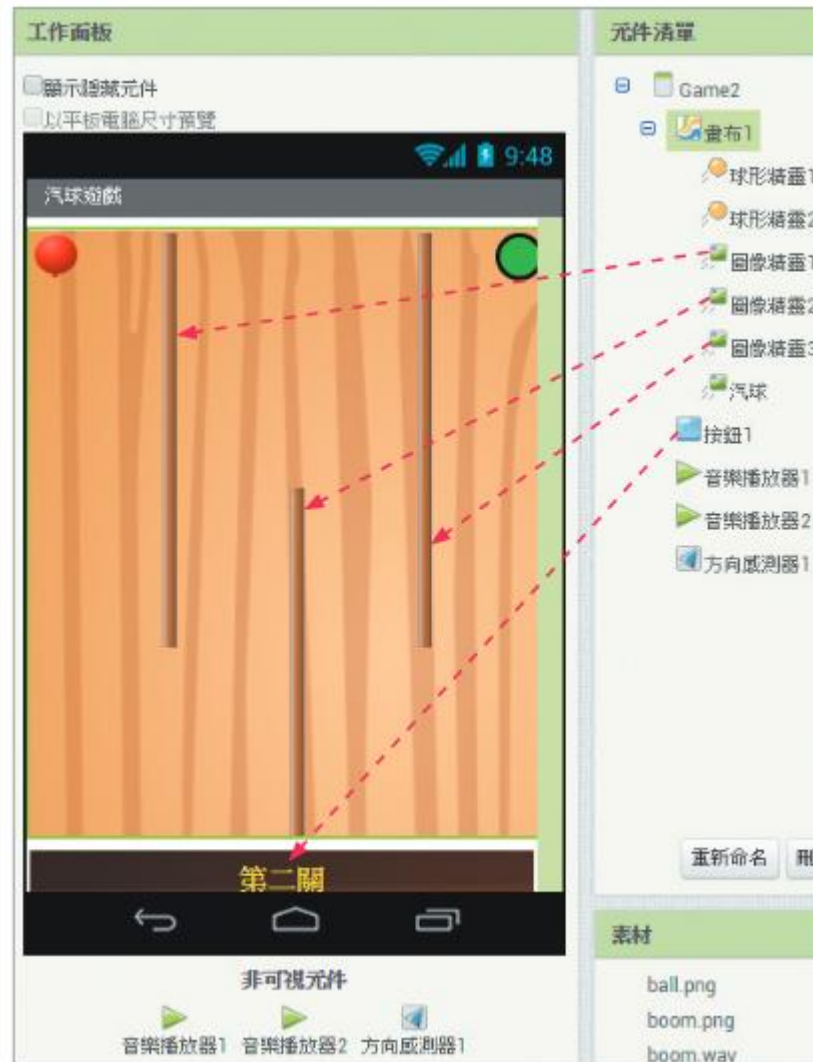 工作面板
顯示隱藏元件
以平板電腦尺寸預覽
9:48
汽球遊戲
第二關
非可視元件
音樂播放器1 音樂播放器2 方向感測器1
元件清單
Game2
畫布1
球形精靈1
球形精靈2
圖像精靈1
圖像精靈2
圖像精靈3
汽球
按鈕1
音樂播放器1
音樂播放器2
方向感測器1
重新命名
素材
ball.png
boom.png
boom.wav